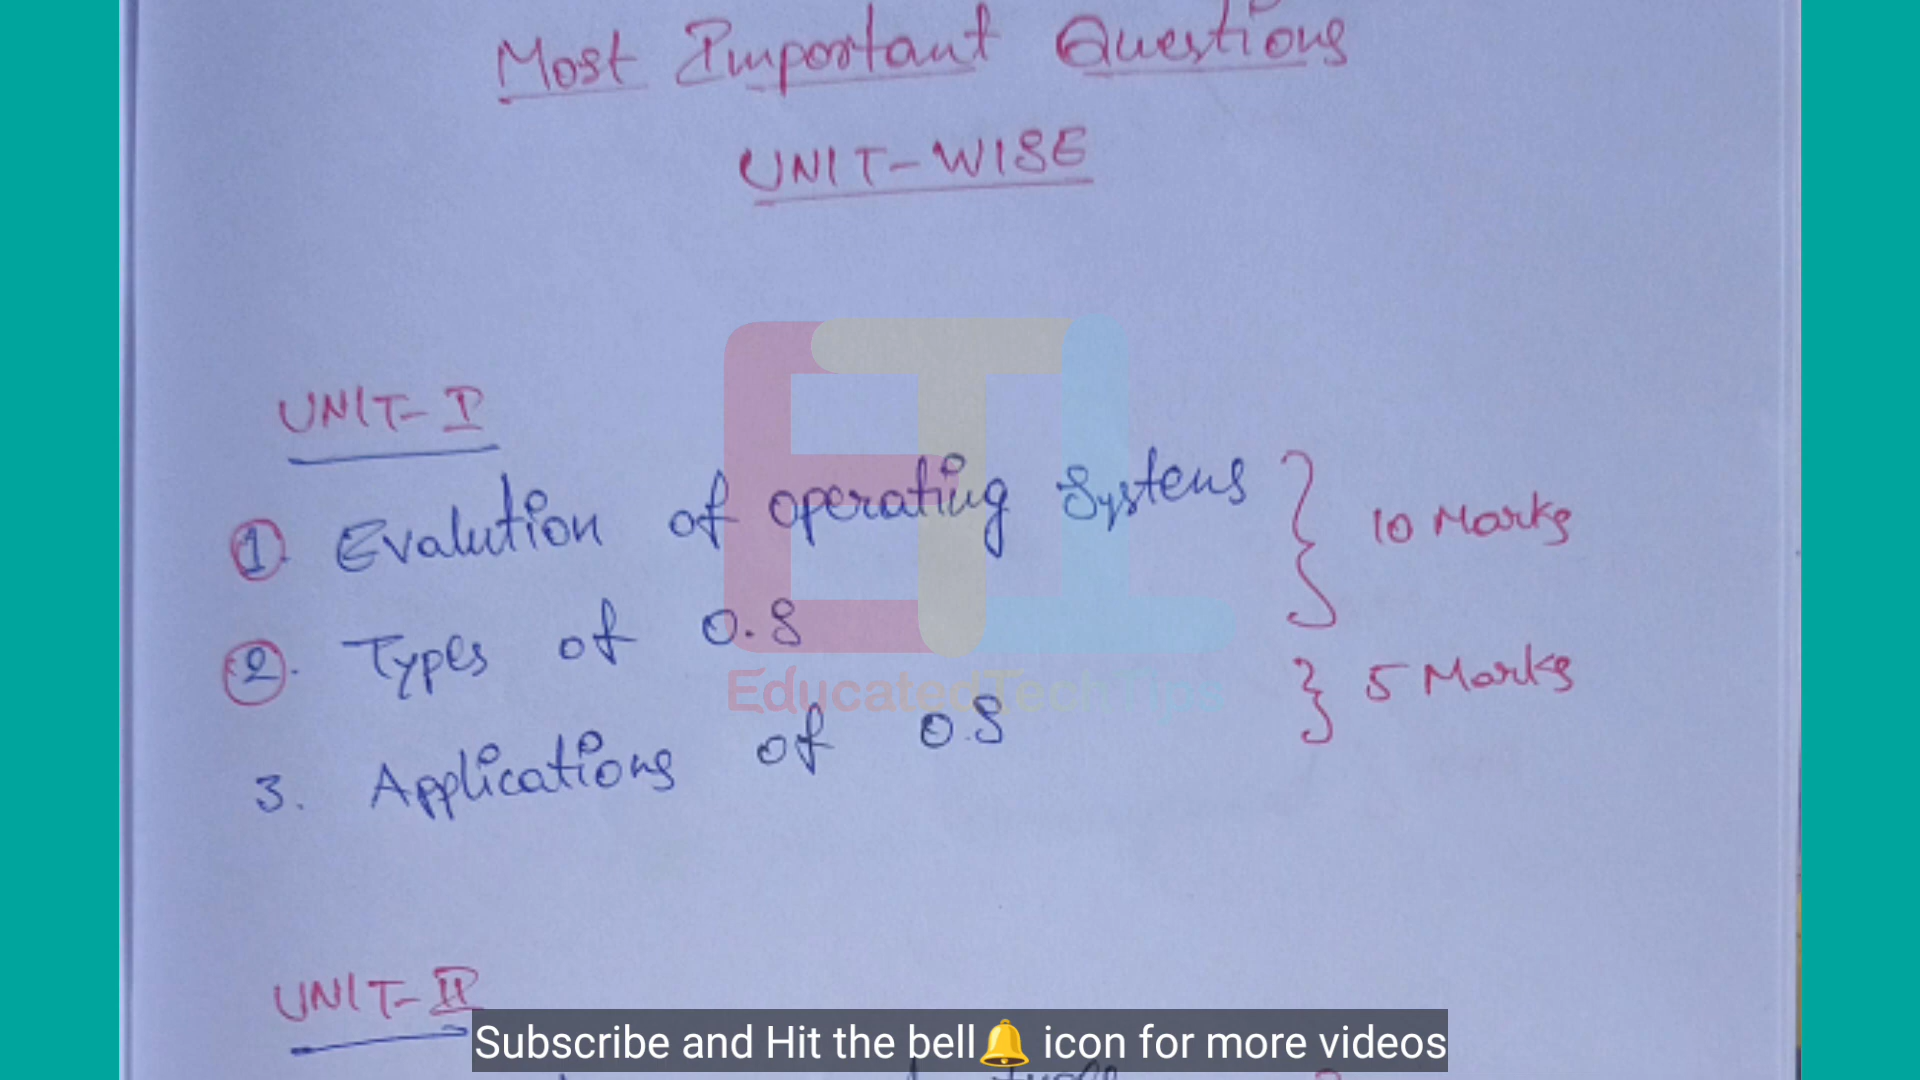 Most Important Questions
UNIT-WISE
UNIT-I
1. Evalution of operating Systems
10 Marks
2. Types of O.S
5 Marks
EducatedTechTips
3. Applications of O.S
UNIT-II
Subscribe and Hit the bell🔔 icon for more videos